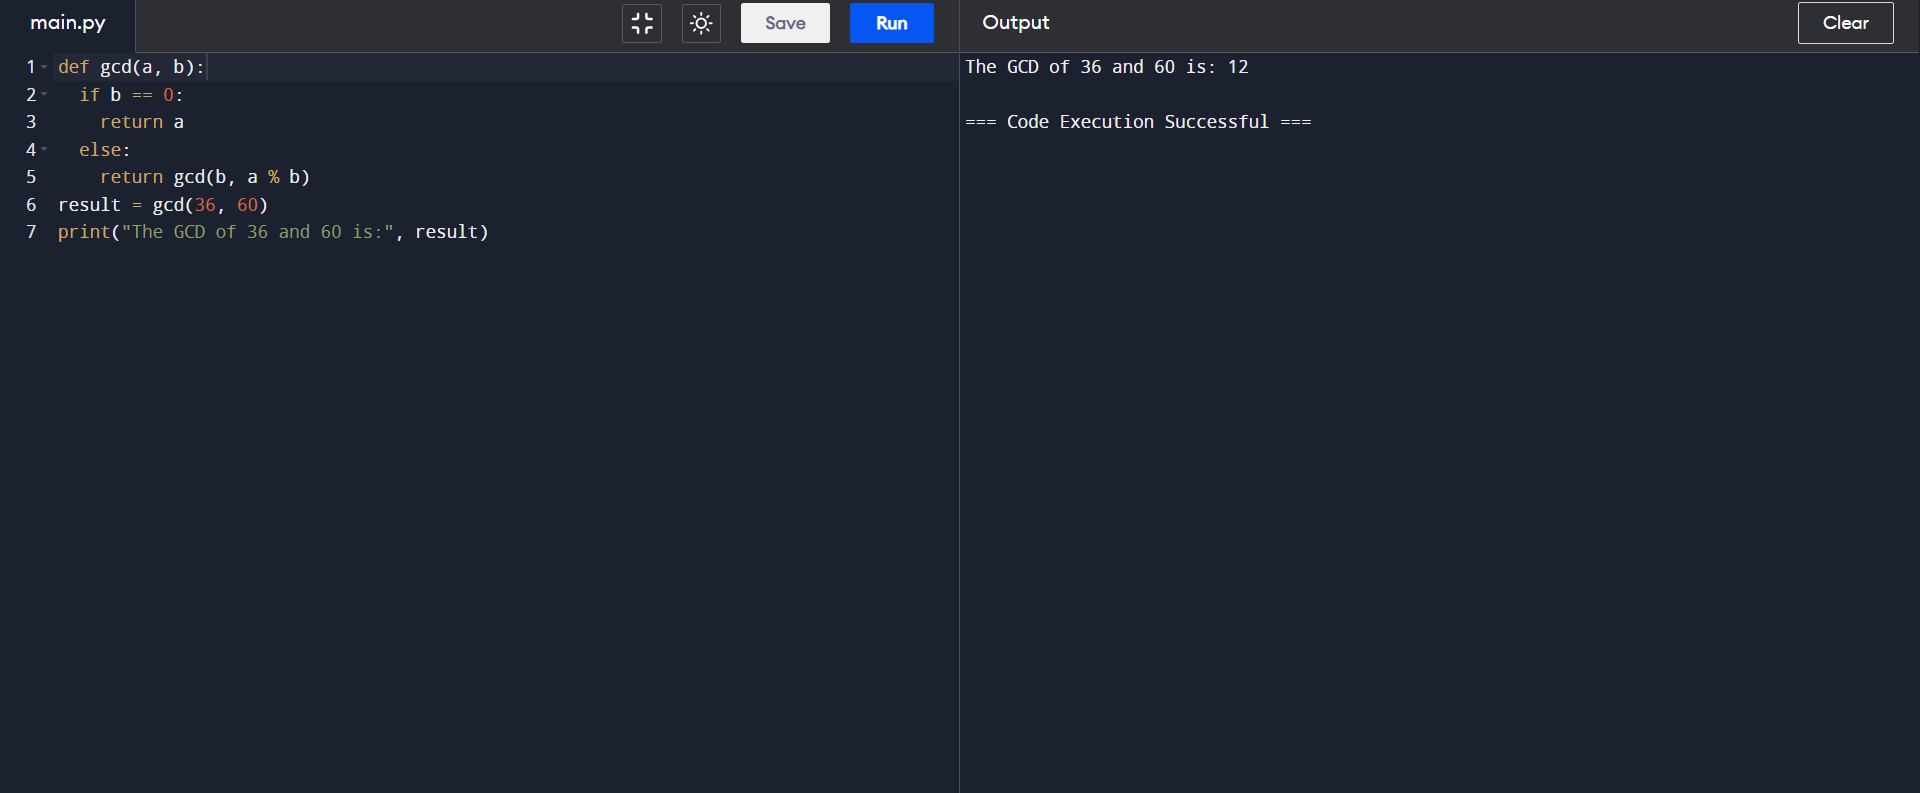 main.py
Save
Run
Output
Clear
1 def gcd(a, b):
2   if b == 0:
3     return a
4   else:
5     return gcd(b, a % b)
6 result = gcd(36, 60)
7 print("The GCD of 36 and 60 is:", result)
The GCD of 36 and 60 is: 12
=== Code Execution Successful ===